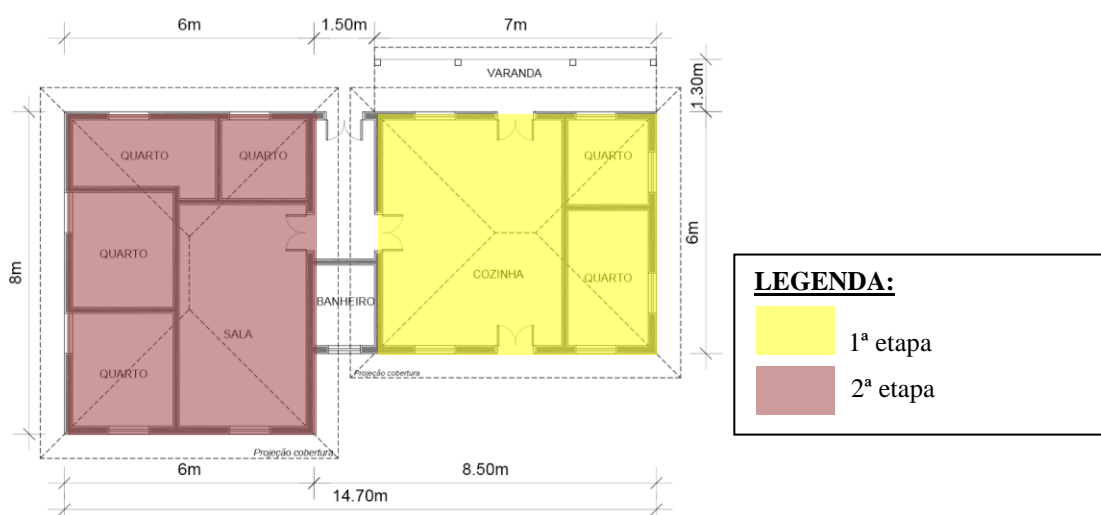 6m
1.50m
7m
VARANDA
1.30m
QUARTO
QUARTO
QUARTO
8m
QUARTO
COZINHA
6m
QUARTO
BANHEIRO
SALA
QUARTO
Projeção cobertura
Projeção cobertura
6m
8.50m
14.70m
LEGENDA:
1ª etapa
2ª etapa